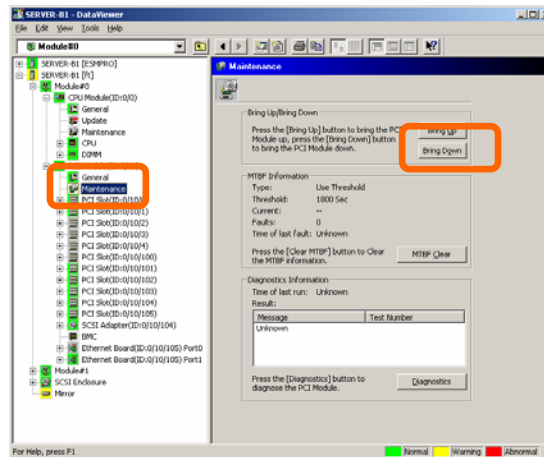 SERVER-B1 - DataViewer
File Edit View Tools Help
Module#0
SERVER-B1 [ESMPRO]
SERVER-B1 [ft]
Module#0
CPU Module(ID:0/0)
General
Update
Maintenance
CPU
DIMM
General
Maintenance
PCI Slot(ID:0/10/
PCI Slot(ID:0/10/1)
PCI Slot(ID:0/10/2)
PCI Slot(ID:0/10/3)
PCI Slot(ID:0/10/4)
PCI Slot(ID:0/10/100)
PCI Slot(ID:0/10/101)
PCI Slot(ID:0/10/102)
PCI Slot(ID:0/10/103)
PCI Slot(ID:0/10/104)
PCI Slot(ID:0/10/105)
SCSI Adapter(ID:0/10/104)
BMC
Ethernet Board(ID:0/10/105) Port0
Ethernet Board(ID:0/10/105) Port1
Module#1
SCSI Enclosure
Mirror
Maintenance
Bring Up/Bring Down
Press the [Bring Up] button to bring the PCI
Module up, press the [Bring Down] button
to bring the PCI Module down.
Bring Up
Bring Down
MTBF Information
Type: Use Threshold
Threshold: 1800 Sec
Current: --
Faults: 0
Time of last fault: Unknown
Press the [Clear MTBF] button to Clear
the MTBF information.
MTBF Clear
Diagnostics Information
Time of last run: Unknown
Result:
Message Test Number
Unknown
Press the [Diagnostics] button to
diagnose the PCI Module.
Diagnostics
For Help, press F1
Normal Warning Abnormal